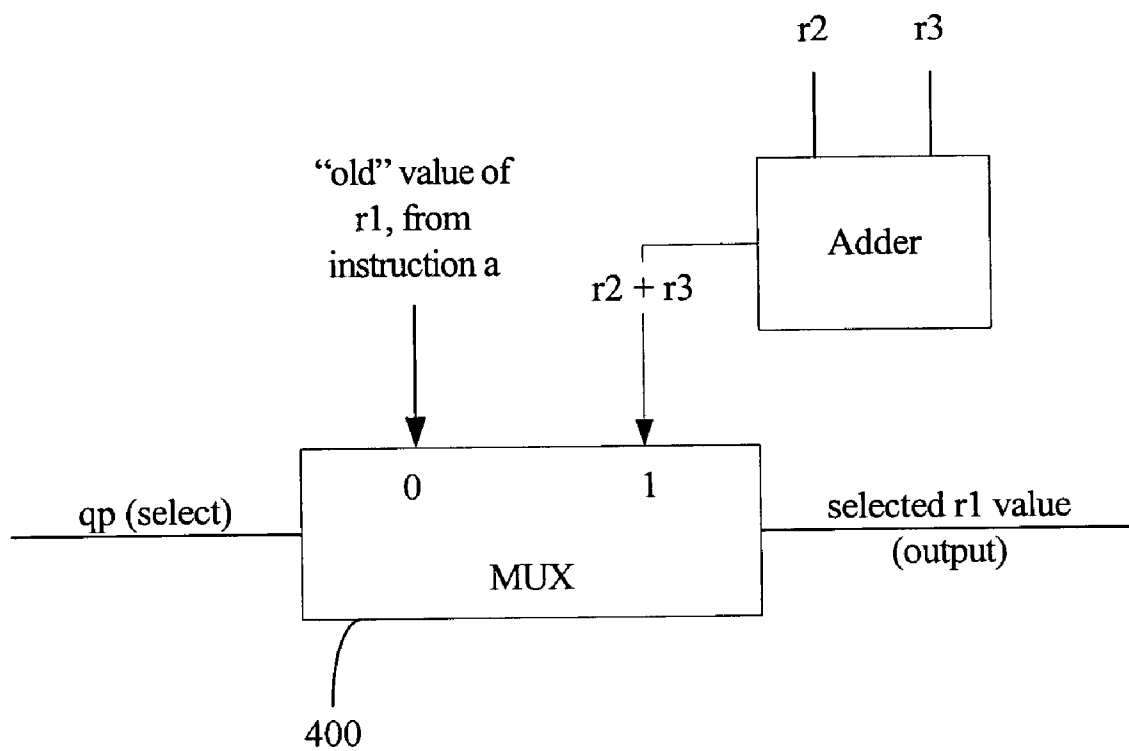 r2 r3
“old” value of
r1, from
instruction a
Adder
r2 + r3
0 1
qp (select)
selected r1 value
(output)
MUX
400